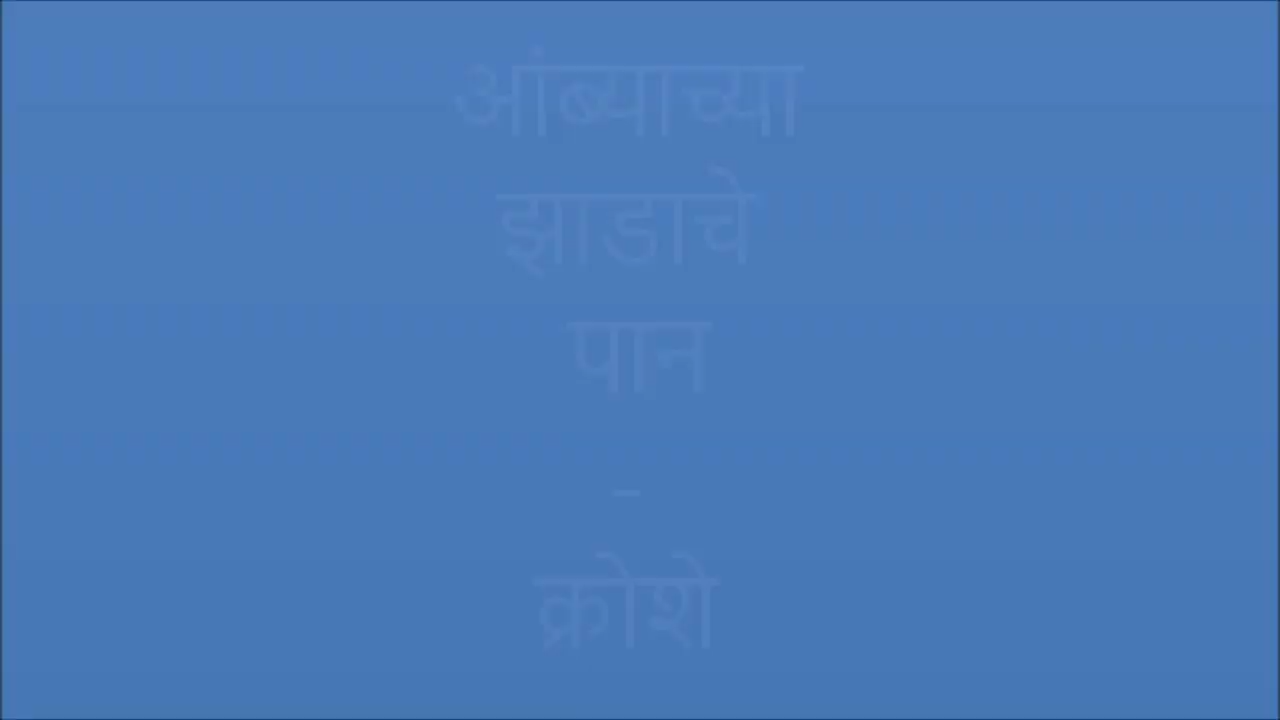 आंब्याच्या
झाडाचे
पान
-
क्रोशे